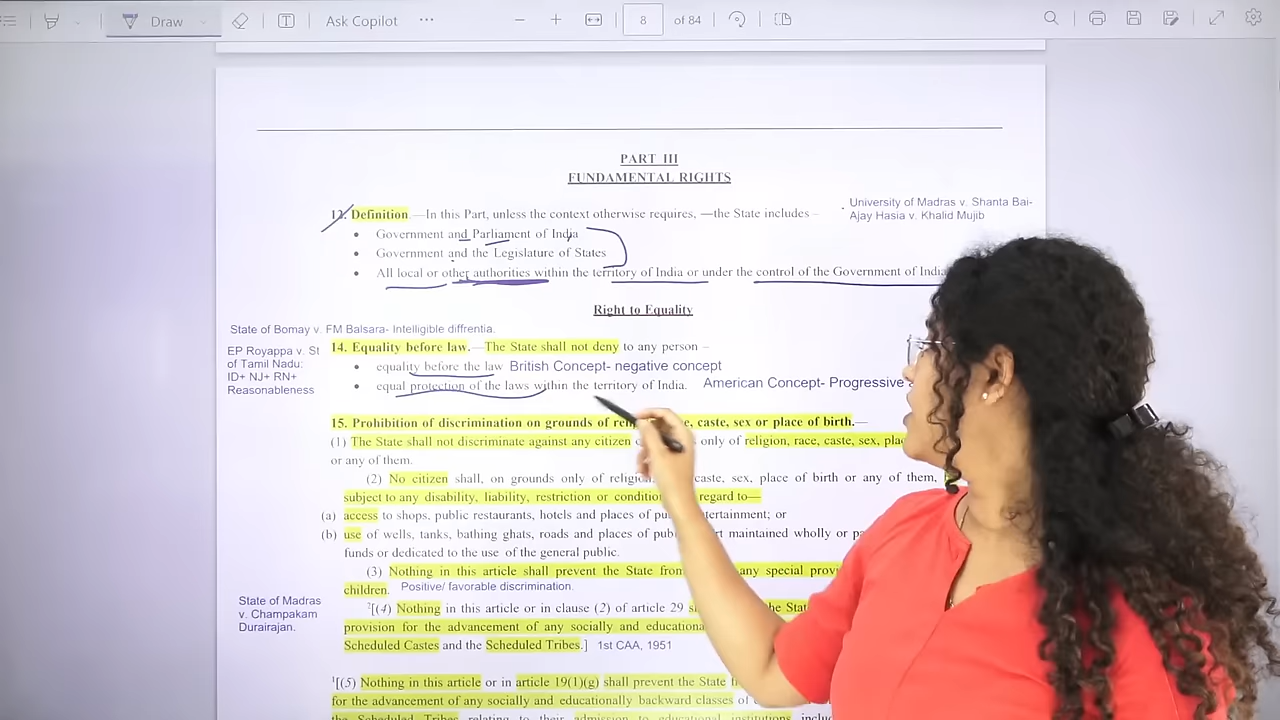 Draw
Ask Copilot
8 of 84
PART III
FUNDAMENTAL RIGHTS
12. Definition.—In this Part, unless the context otherwise requires, —the State includes –
University of Madras v. Shanta Bai-
Ajay Hasia v. Khalid Mujib
• Government and Parliament of India
• Government and the Legislature of States
• All local or other authorities within the territory of India or under the control of the Government of India
Right to Equality
State of Bomay v. FM Balsara- Intelligible diffrentia.
EP Royappa v. St
of Tamil Nadu:
ID+ NJ+ RN+
Reasonableness
14. Equality before law.—The State shall not deny to any person –
• equality before the law British Concept- negative concept
• equal protection of the laws within the territory of India. American Concept- Progressive
15. Prohibition of discrimination on grounds of caste, sex or place of birth.—
(1) The State shall not discriminate against any citizen only of religion, race, caste, sex,
or any of them.
(2) No citizen shall, on grounds only of caste, sex, place of birth or any of them,
subject to any disability, liability, restriction or regard to—
(a) access to shops, public restaurants, hotels and places of or
(b) use of wells, tanks, bathing ghats, roads and places of maintained wholly or
funds or dedicated to the use of the general public.
(3) Nothing in this article shall prevent the State any special
children. Positive/ favorable discrimination.
State of Madras
v. Champakam
Durairajan.
2[(4) Nothing in this article or in clause (2) of article 29
provision for the advancement of any socially and
Scheduled Castes and the Scheduled Tribes.] 1st CAA, 1951
1[(5) Nothing in this article or in article 19(1)(g) shall prevent the State
for the advancement of any socially and educationally backward classes of
the Scheduled Tribes relating to their admission to educational institutions